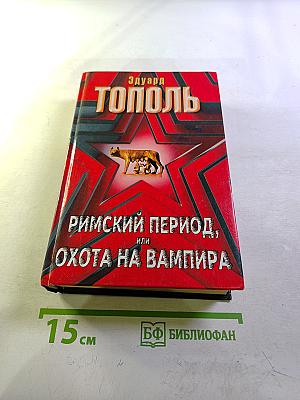 Эдуард
ТОПОЛЬ
РИМСКИЙ ПЕРИОД,
ИЛИ
ОХОТА НА ВАМПИРА
15 см
БФ БИБЛИОФАН